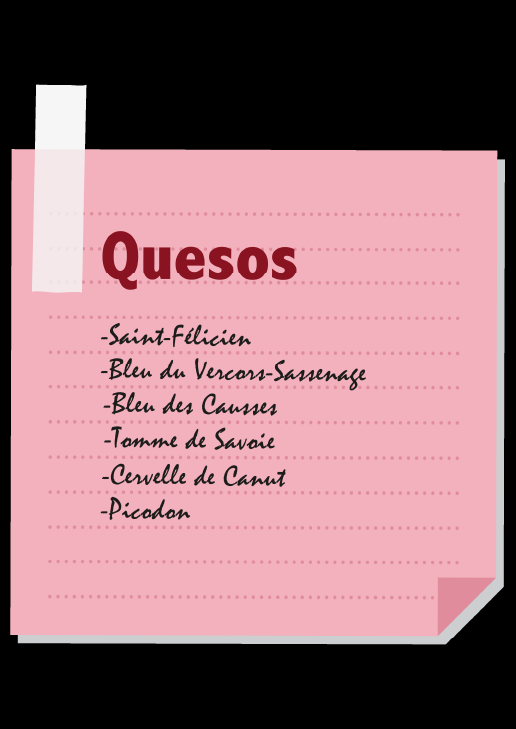 Quesos
-Saint-Félicien
-Bleu du Vercors-Sassenage
-Bleu des Causses
-Tomme de Savoie
-Cervelle de Canut
-Picodon